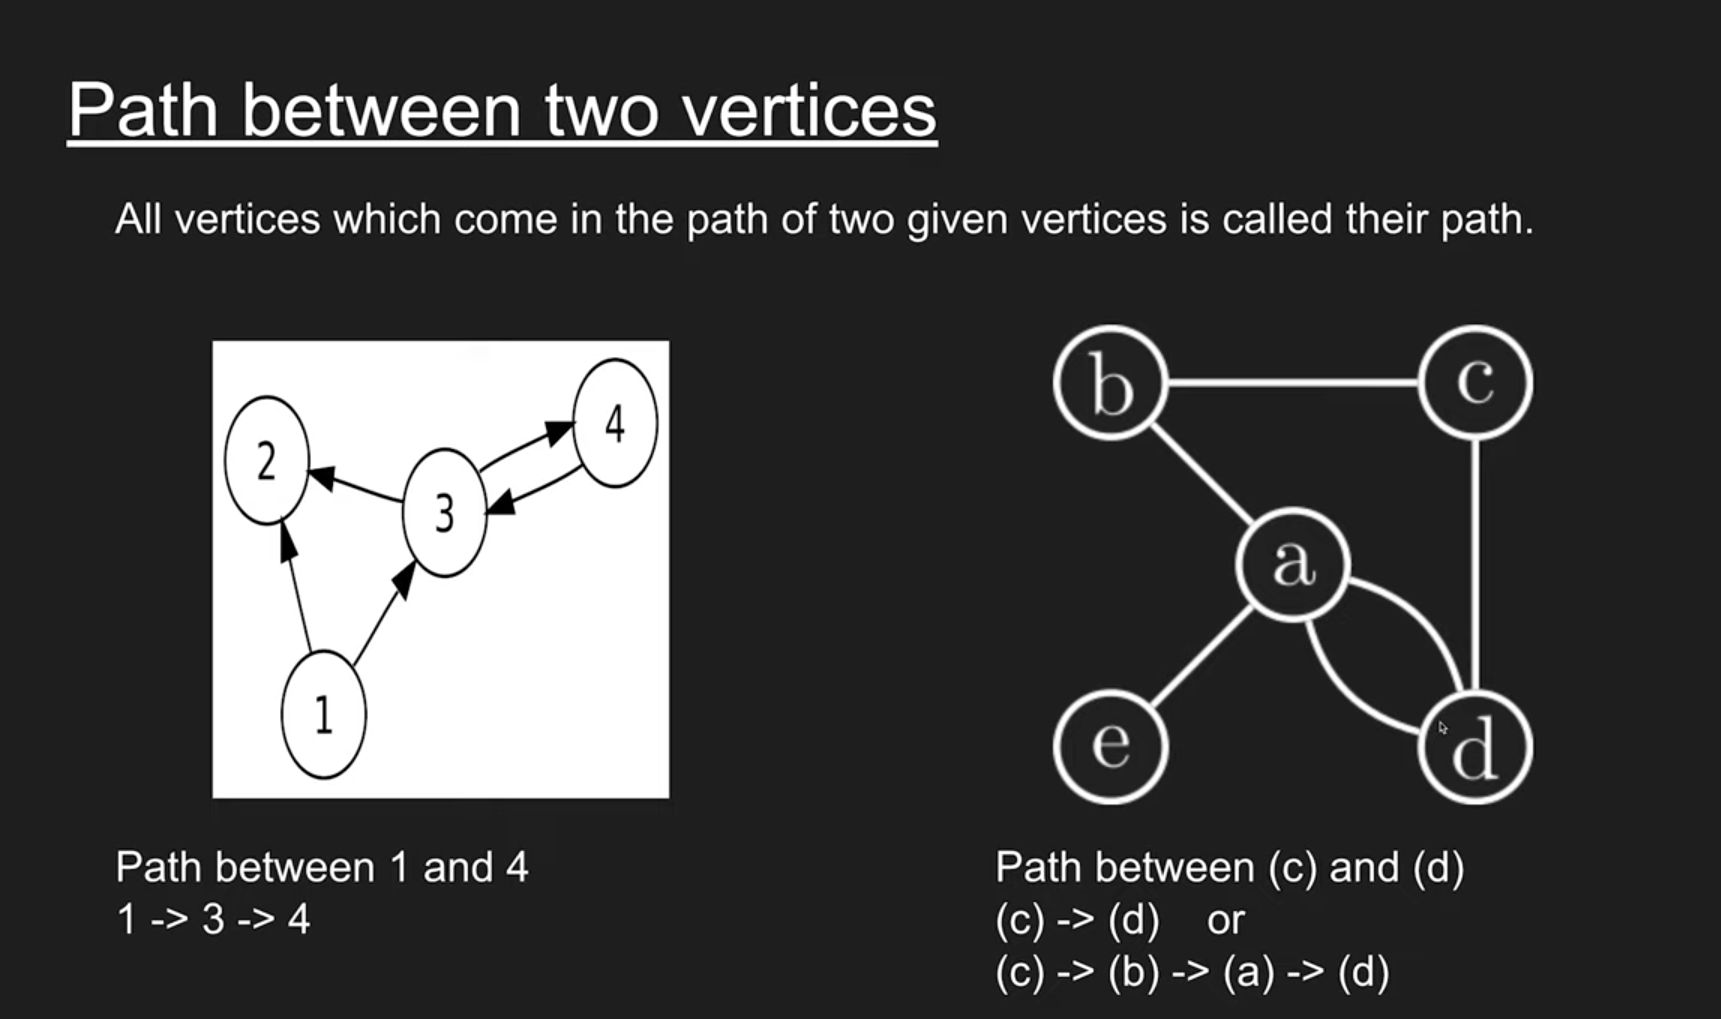 Path between two vertices
All vertices which come in the path of two given vertices is called their path.
2
3
4
1
b
c
a
e
d
Path between 1 and 4
1 -> 3 -> 4
Path between (c) and (d)
(c) -> (d) or
(c) -> (b) -> (a) -> (d)